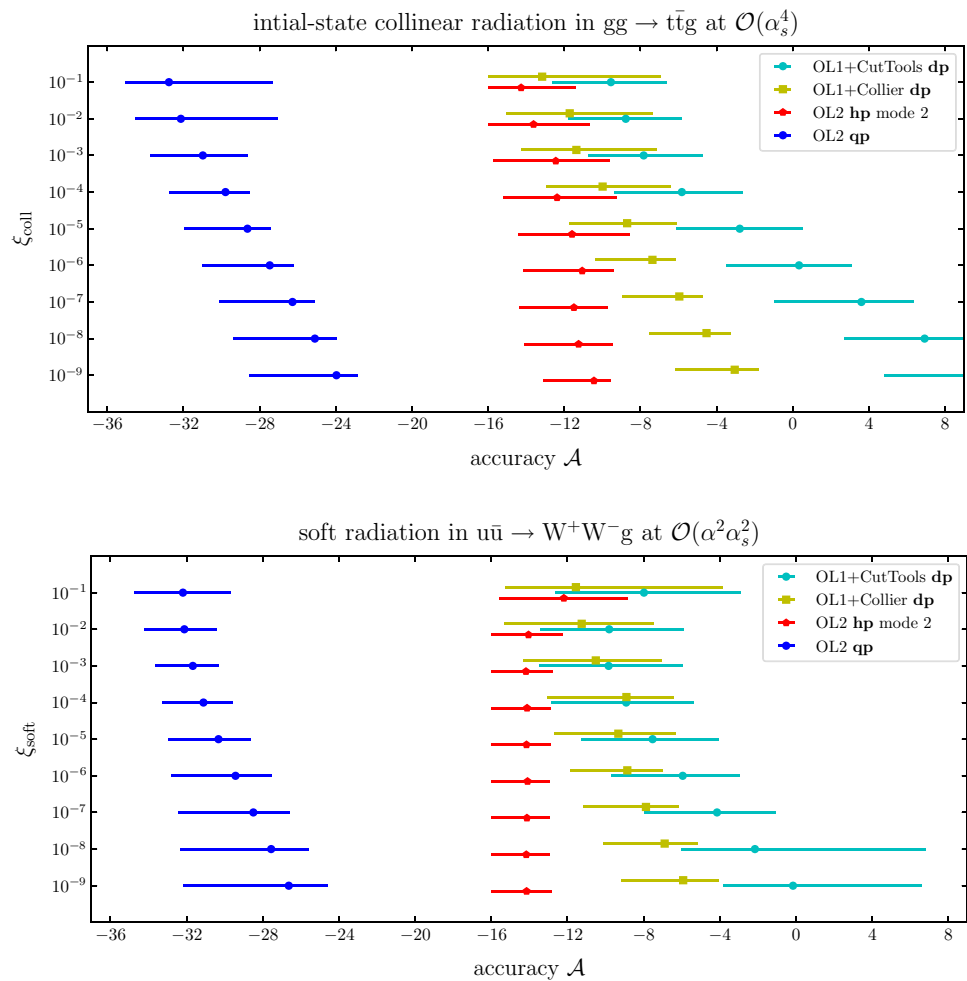 intial-state collinear radiation in gg → tt̄g at 𝒪(α_s^4)
OL1+CutTools dp
OL1+Collier dp
OL2 hp mode 2
OL2 qp
10^−1
10^−2
10^−3
10^−4
10^−5
10^−6
10^−7
10^−8
10^−9
ξ_coll
−36 −32 −28 −24 −20 −16 −12 −8 −4 0 4 8
accuracy 𝒜
soft radiation in uū → W^+W^−g at 𝒪(α^2α_s^2)
OL1+CutTools dp
OL1+Collier dp
OL2 hp mode 2
OL2 qp
10^−1
10^−2
10^−3
10^−4
10^−5
10^−6
10^−7
10^−8
10^−9
ξ_soft
−36 −32 −28 −24 −20 −16 −12 −8 −4 0 4 8
accuracy 𝒜